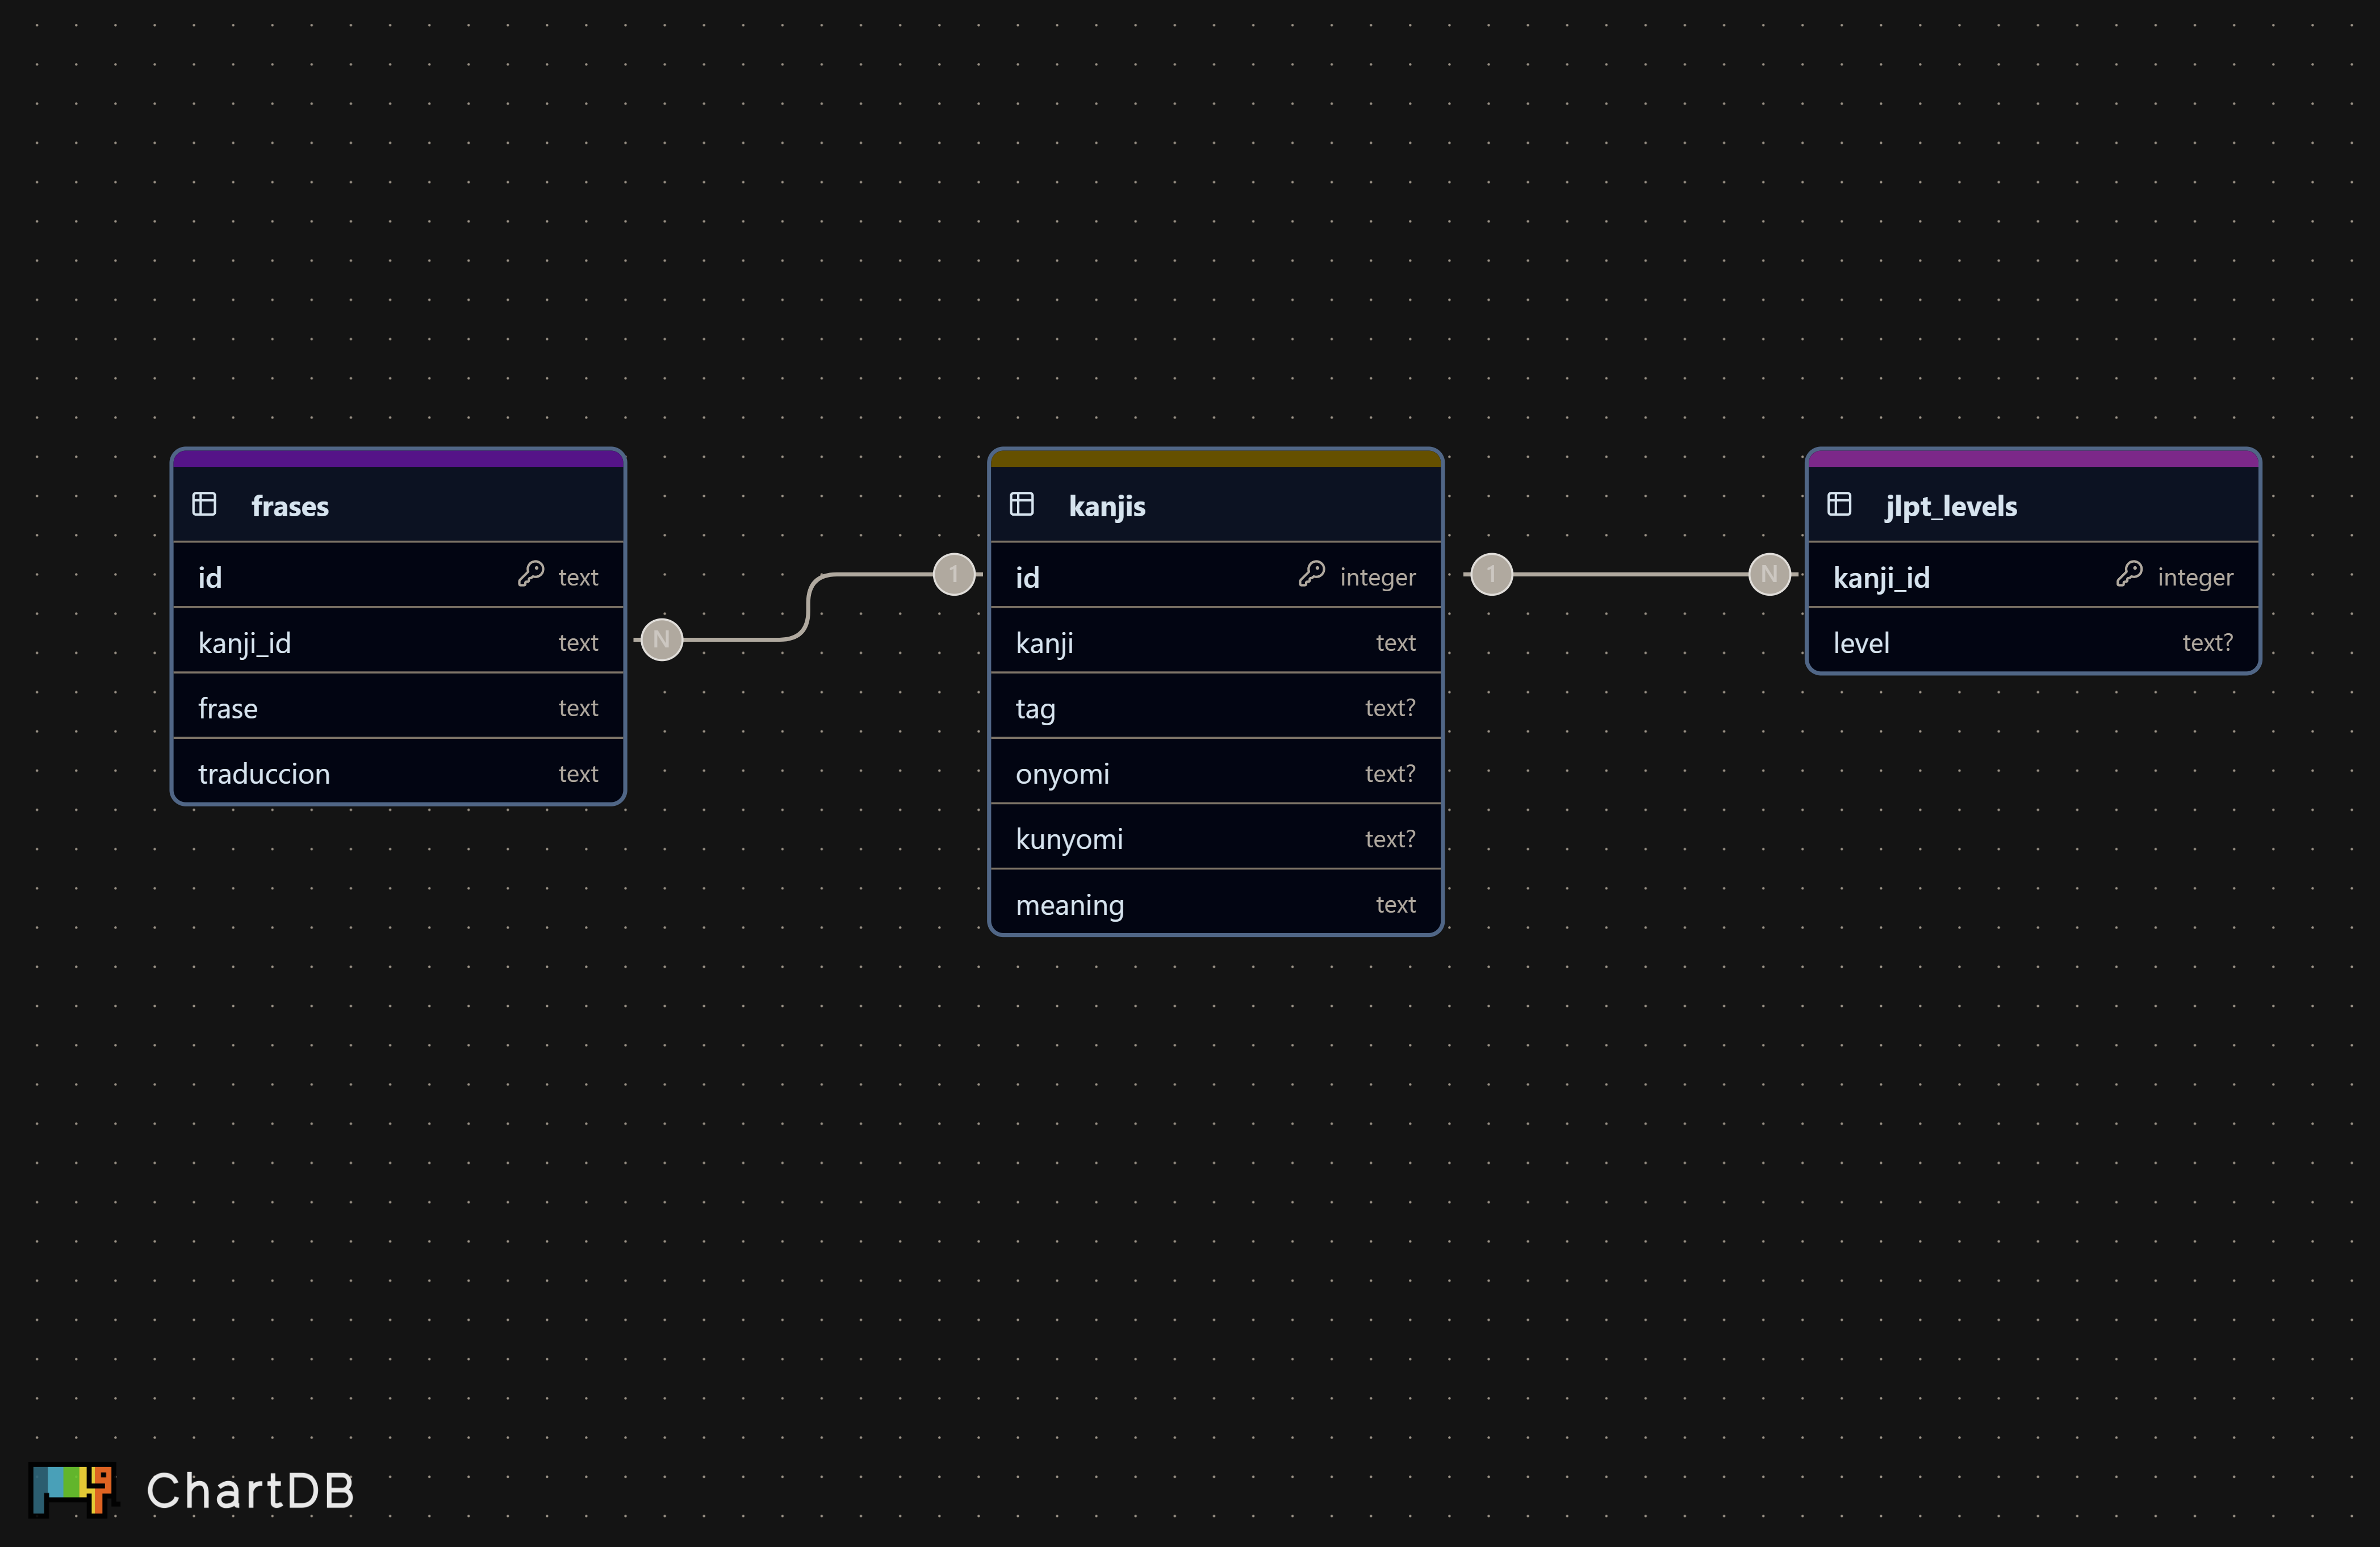 frases
id text
kanji_id text
frase text
traduccion text
N
1
kanjis
id integer
kanji text
tag text?
onyomi text?
kunyomi text?
meaning text
1
N
jlpt_levels
kanji_id integer
level text?
ChartDB